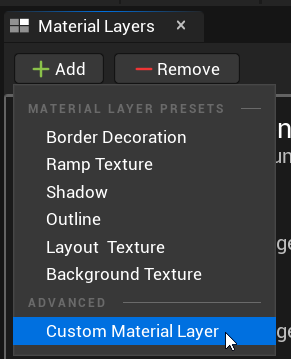 Material Layers
Add
Remove
MATERIAL LAYER PRESETS
Border Decoration
Ramp Texture
Shadow
Outline
Layout  Texture
Background Texture
ADVANCED
Custom Material Layer